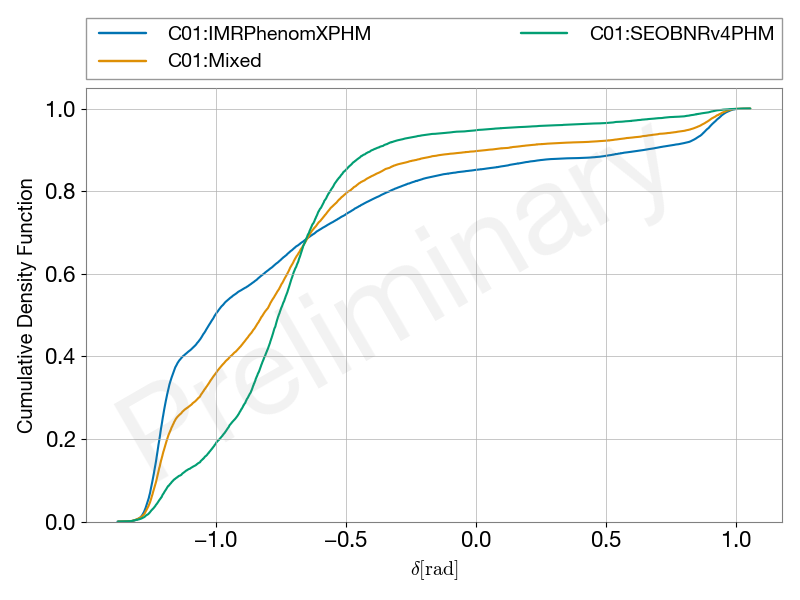 C01:IMRPhenomXPHM
C01:Mixed
C01:SEOBNRv4PHM
Cumulative Density Function
1.0
0.8
0.6
0.4
0.2
0.0
Preliminary
−1.0 −0.5 0.0 0.5 1.0
δ[rad]